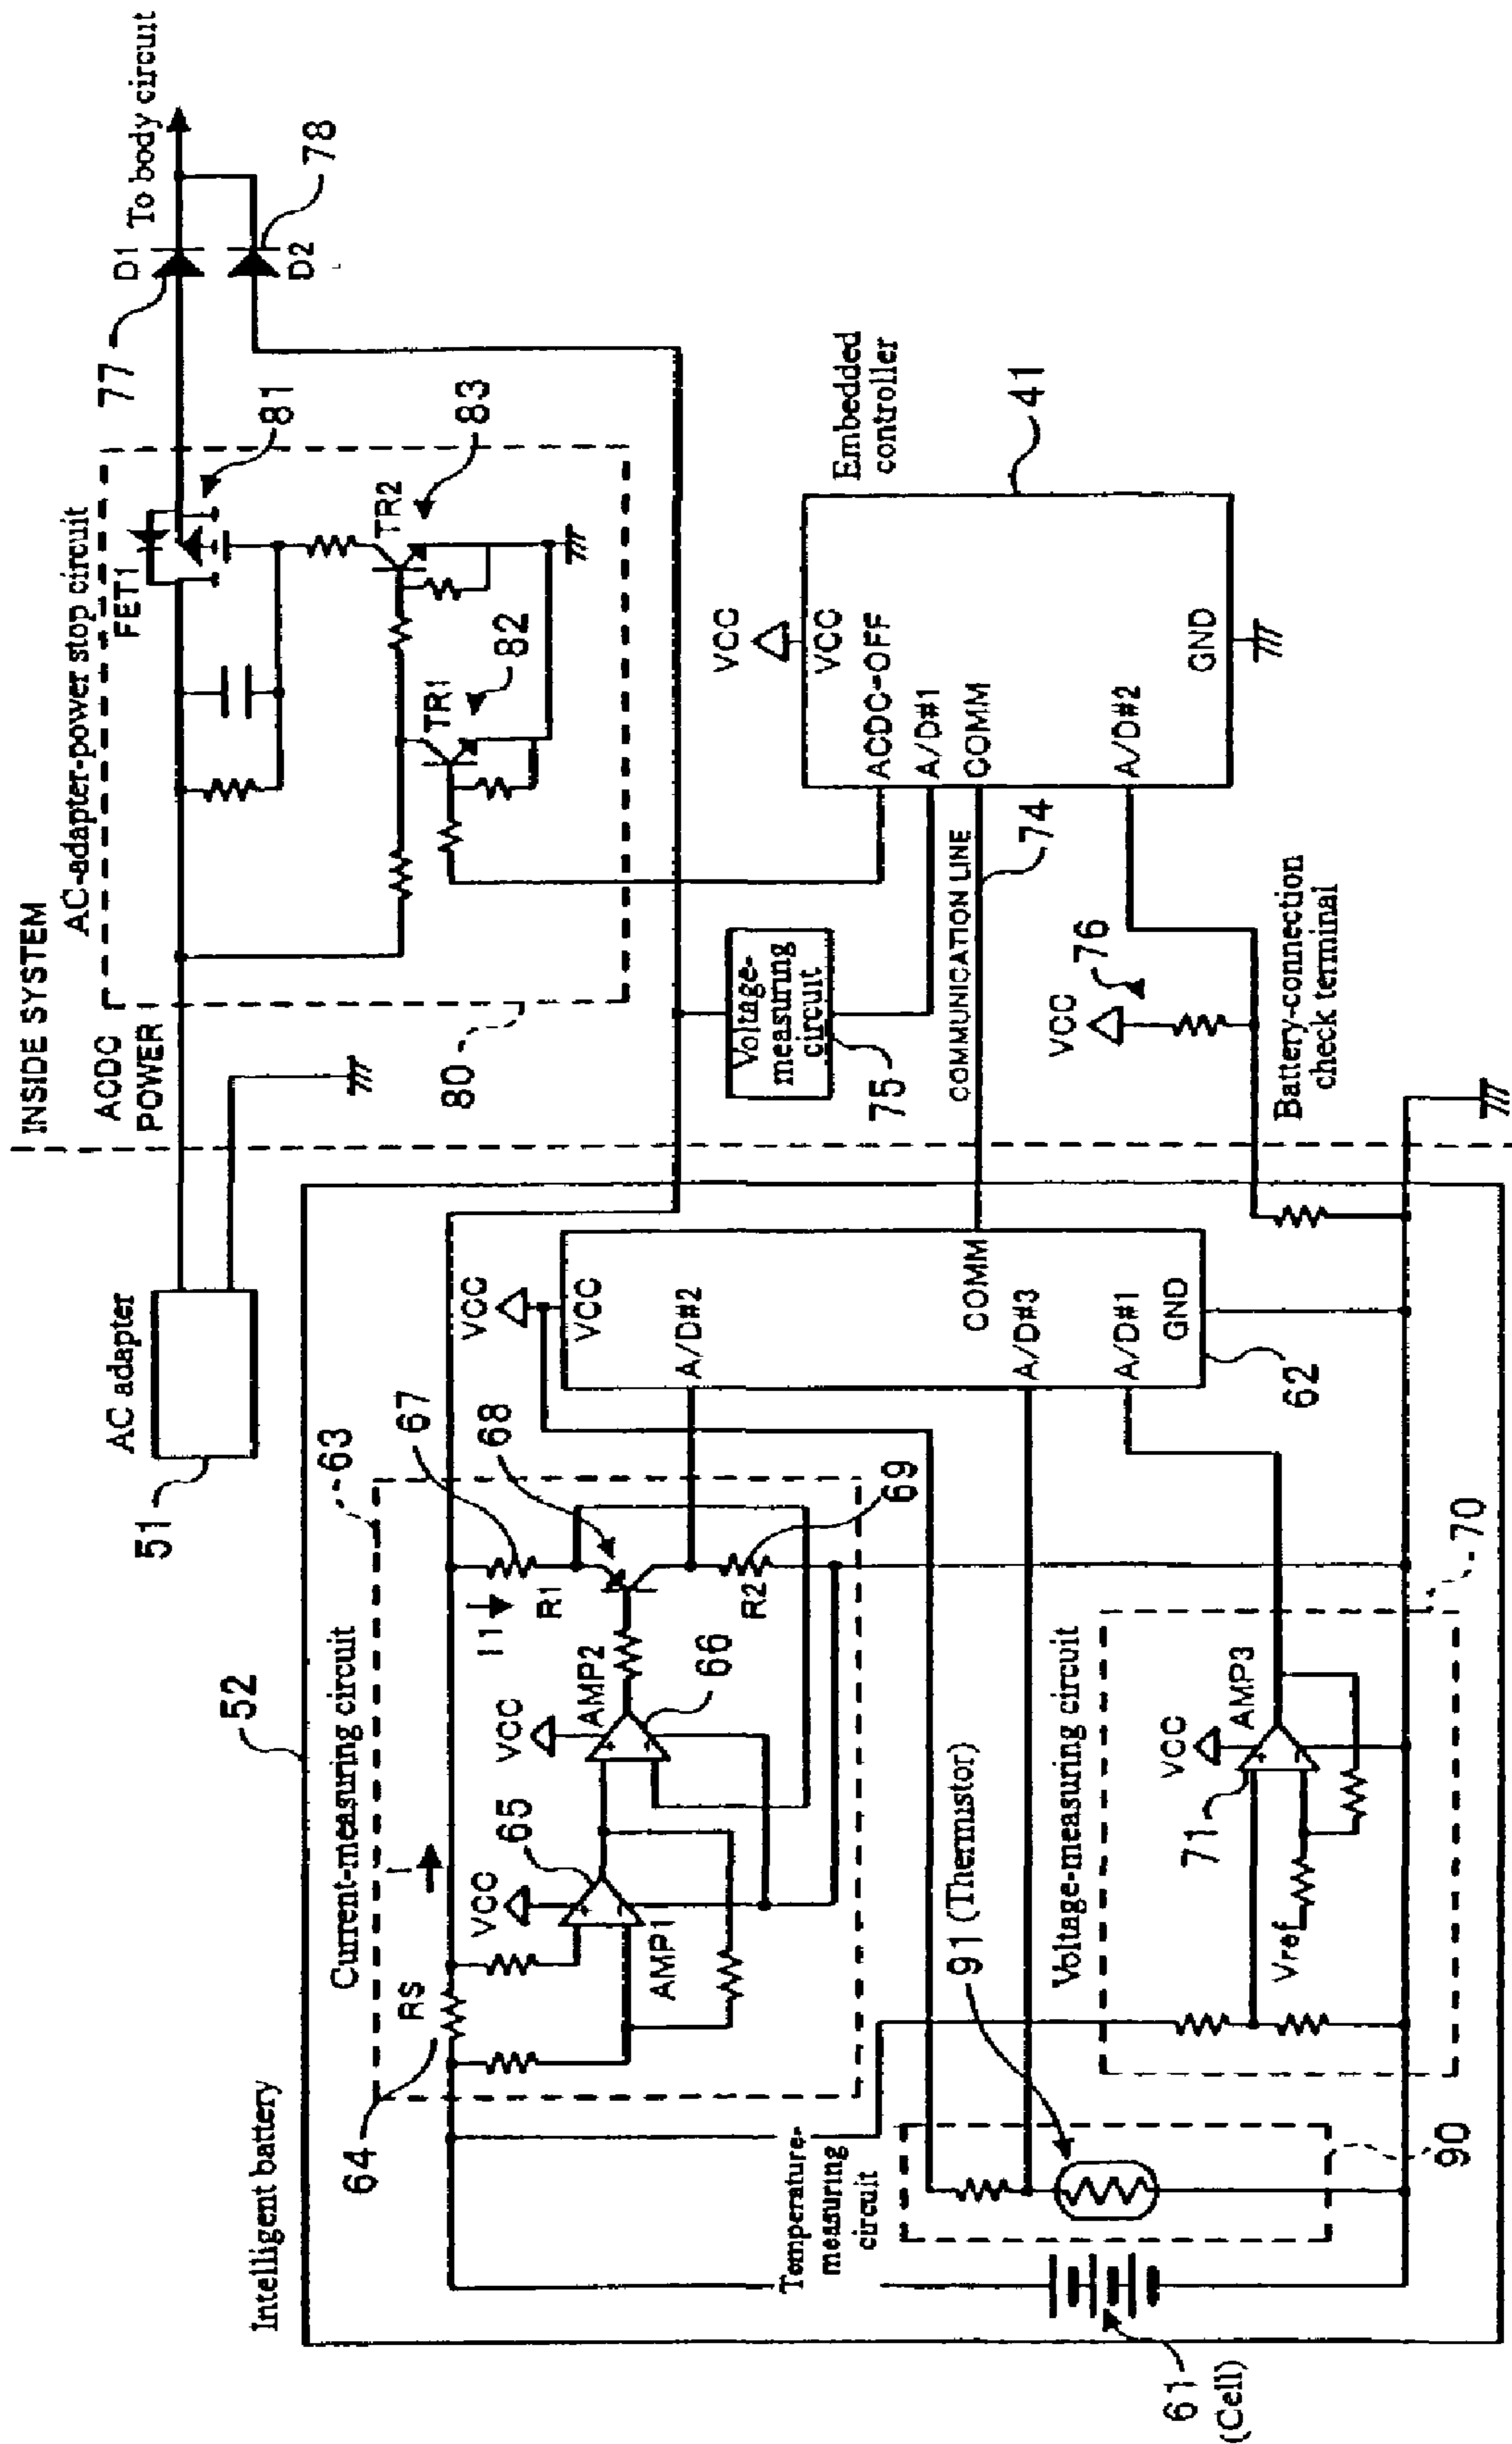 INSIDE SYSTEM
AC adapter
51
ACDC
POWER
AC-adapter-power stop circuit
FET1
81
77
D1
To body circuit
D2
78
TR1
82
TR2
83
80
Intelligent battery
52
64
RS
Current-measuring circuit
63
I
VCC
65
AMP1
VCC
AMP2
66
I1
R1
67
68
R2
69
VCC
VCC
A/D#2
COMM
A/D#3
A/D#1
GND
62
Temperature-
measuring
circuit
91 (Thermistor)
90
61
(Cell)
Voltage-measuring circuit
70
71
VCC
AMP3
Vref
Voltage-
measuring
circuit
75
COMMUNICATION LINE
74
VCC
76
Battery-connection
check terminal
Embedded
controller
41
VCC
VCC
ACDC-OFF
A/D#1
COMM
A/D#2
GND